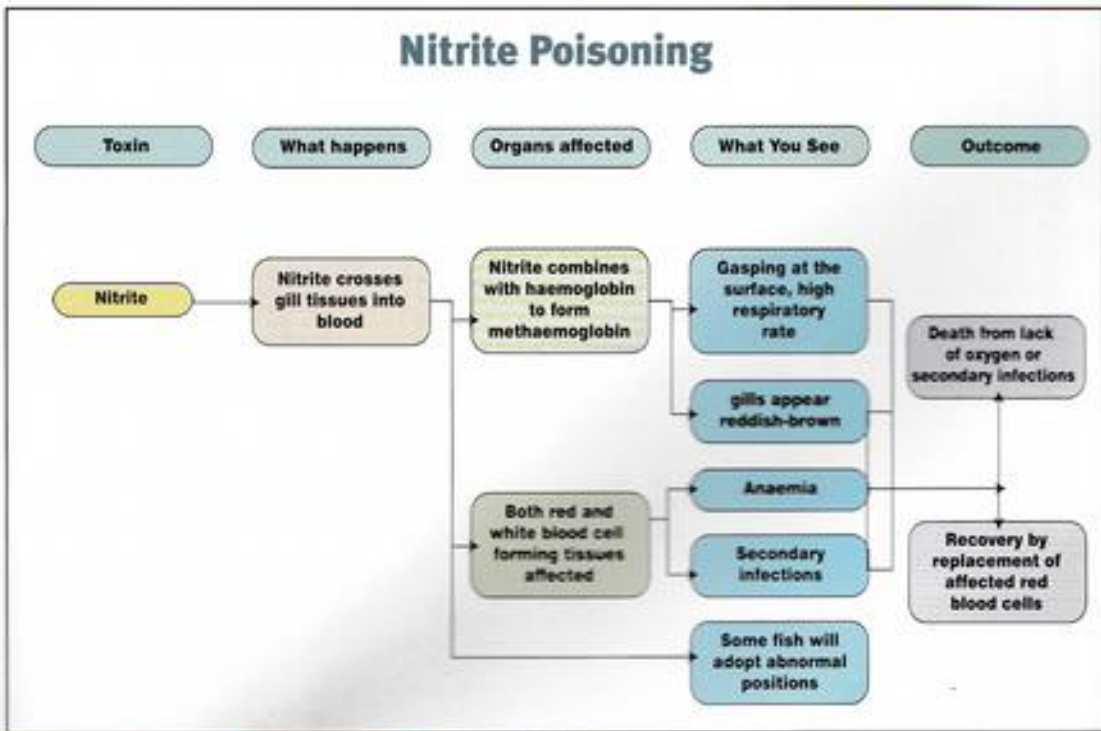 Nitrite Poisoning
Toxin
What happens
Organs affected
What You See
Outcome
Nitrite
Nitrite crosses
gill tissues into
blood
Nitrite combines
with haemoglobin
to form
methaemoglobin
Gasping at the
surface, high
respiratory
rate
gills appear
reddish-brown
Both red and
white blood cell
forming tissues
affected
Anaemia
Secondary
infections
Some fish will
adopt abnormal
positions
Death from lack
of oxygen or
secondary infections
Recovery by
replacement of
affected red
blood cells